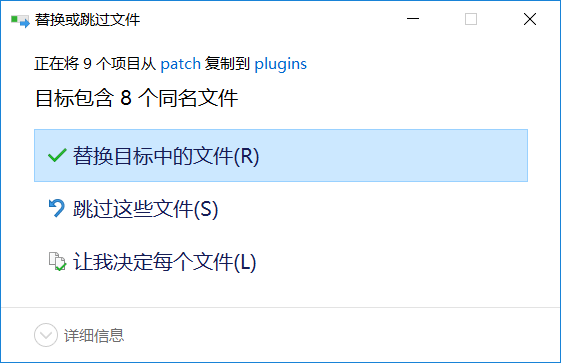 替换或跳过文件
正在将 9 个项目从 patch 复制到 plugins
目标包含 8 个同名文件
替换目标中的文件(R)
跳过这些文件(S)
让我决定每个文件(L)
详细信息